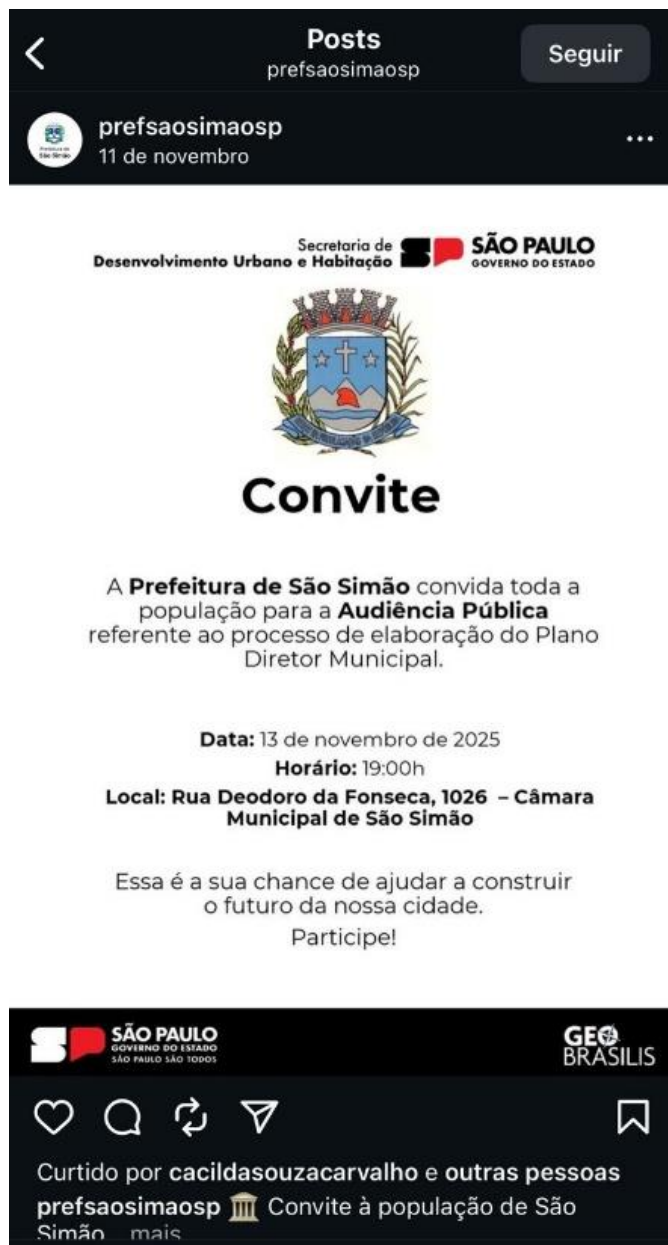 Posts
prefsaosimaosp
Seguir
prefsaosimaosp
11 de novembro
Prefeitura de
São Simão
Secretaria de
Desenvolvimento Urbano e Habitação
SÃO PAULO
GOVERNO DO ESTADO
Convite
A Prefeitura de São Simão convida toda a
população para a Audiência Pública
referente ao processo de elaboração do Plano
Diretor Municipal.
Data: 13 de novembro de 2025
Horário: 19:00h
Local: Rua Deodoro da Fonseca, 1026 – Câmara
Municipal de São Simão
Essa é a sua chance de ajudar a construir
o futuro da nossa cidade.
Participe!
SÃO PAULO
GOVERNO DO ESTADO
SÃO PAULO SÃO TODOS
GEO
BRASILIS
Curtido por cacildasouzacarvalho e outras pessoas
prefsaosimaosp 🏛️ Convite à população de São
Simão... mais